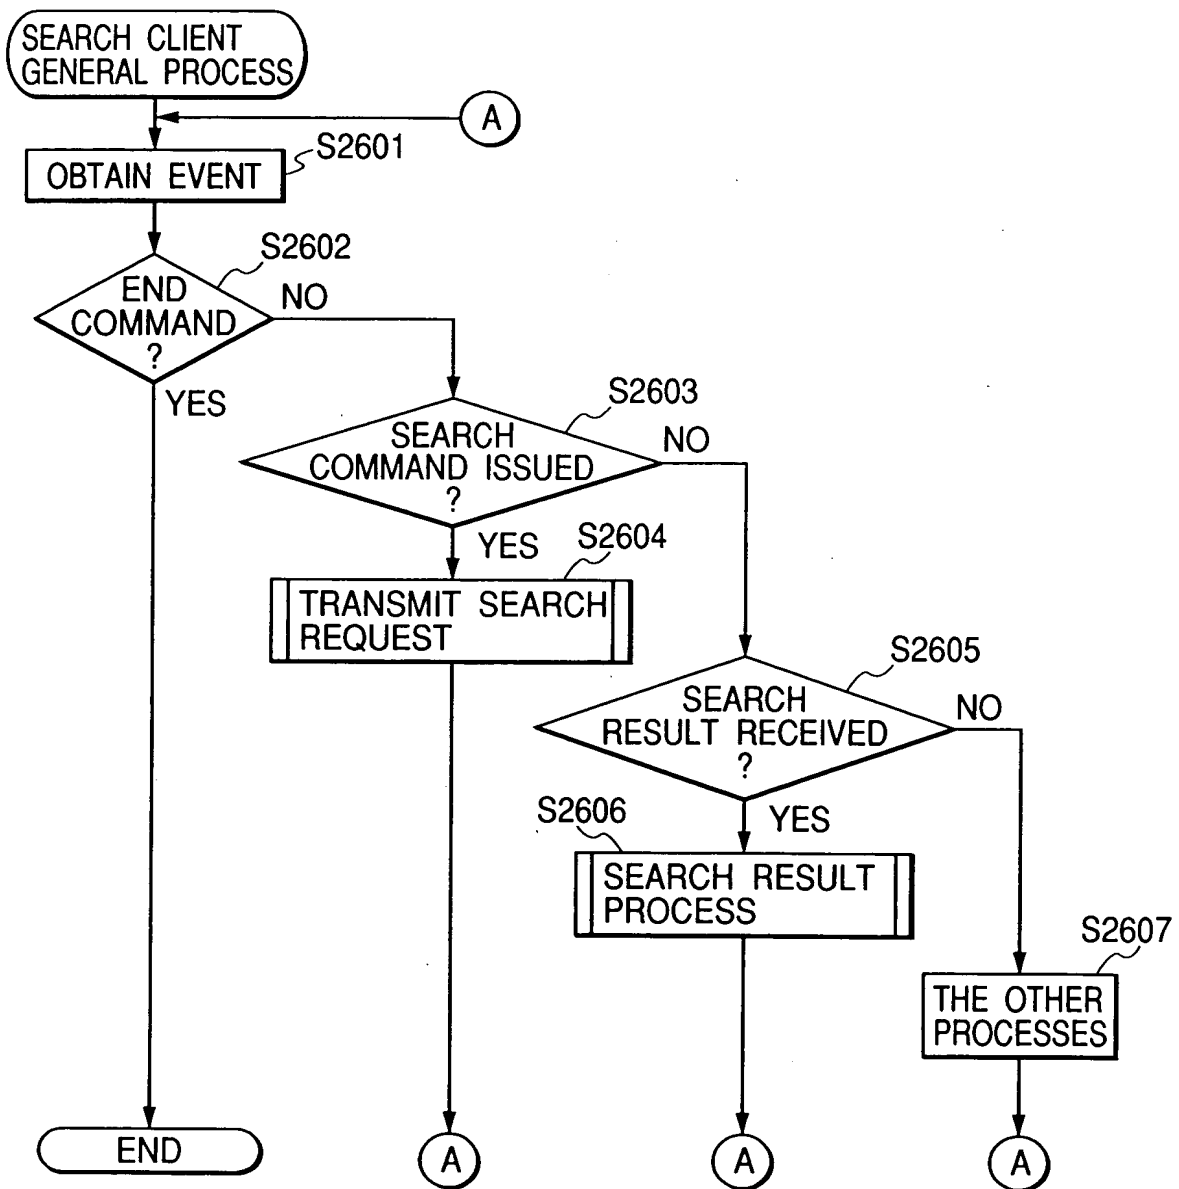 SEARCH CLIENT
GENERAL PROCESS
A
S2601
OBTAIN EVENT
S2602
END
COMMAND
?
NO
YES
S2603
SEARCH
COMMAND ISSUED
?
NO
YES
S2604
TRANSMIT SEARCH
REQUEST
S2605
SEARCH
RESULT RECEIVED
?
NO
YES
S2606
SEARCH RESULT
PROCESS
S2607
THE OTHER
PROCESSES
END
A
A
A